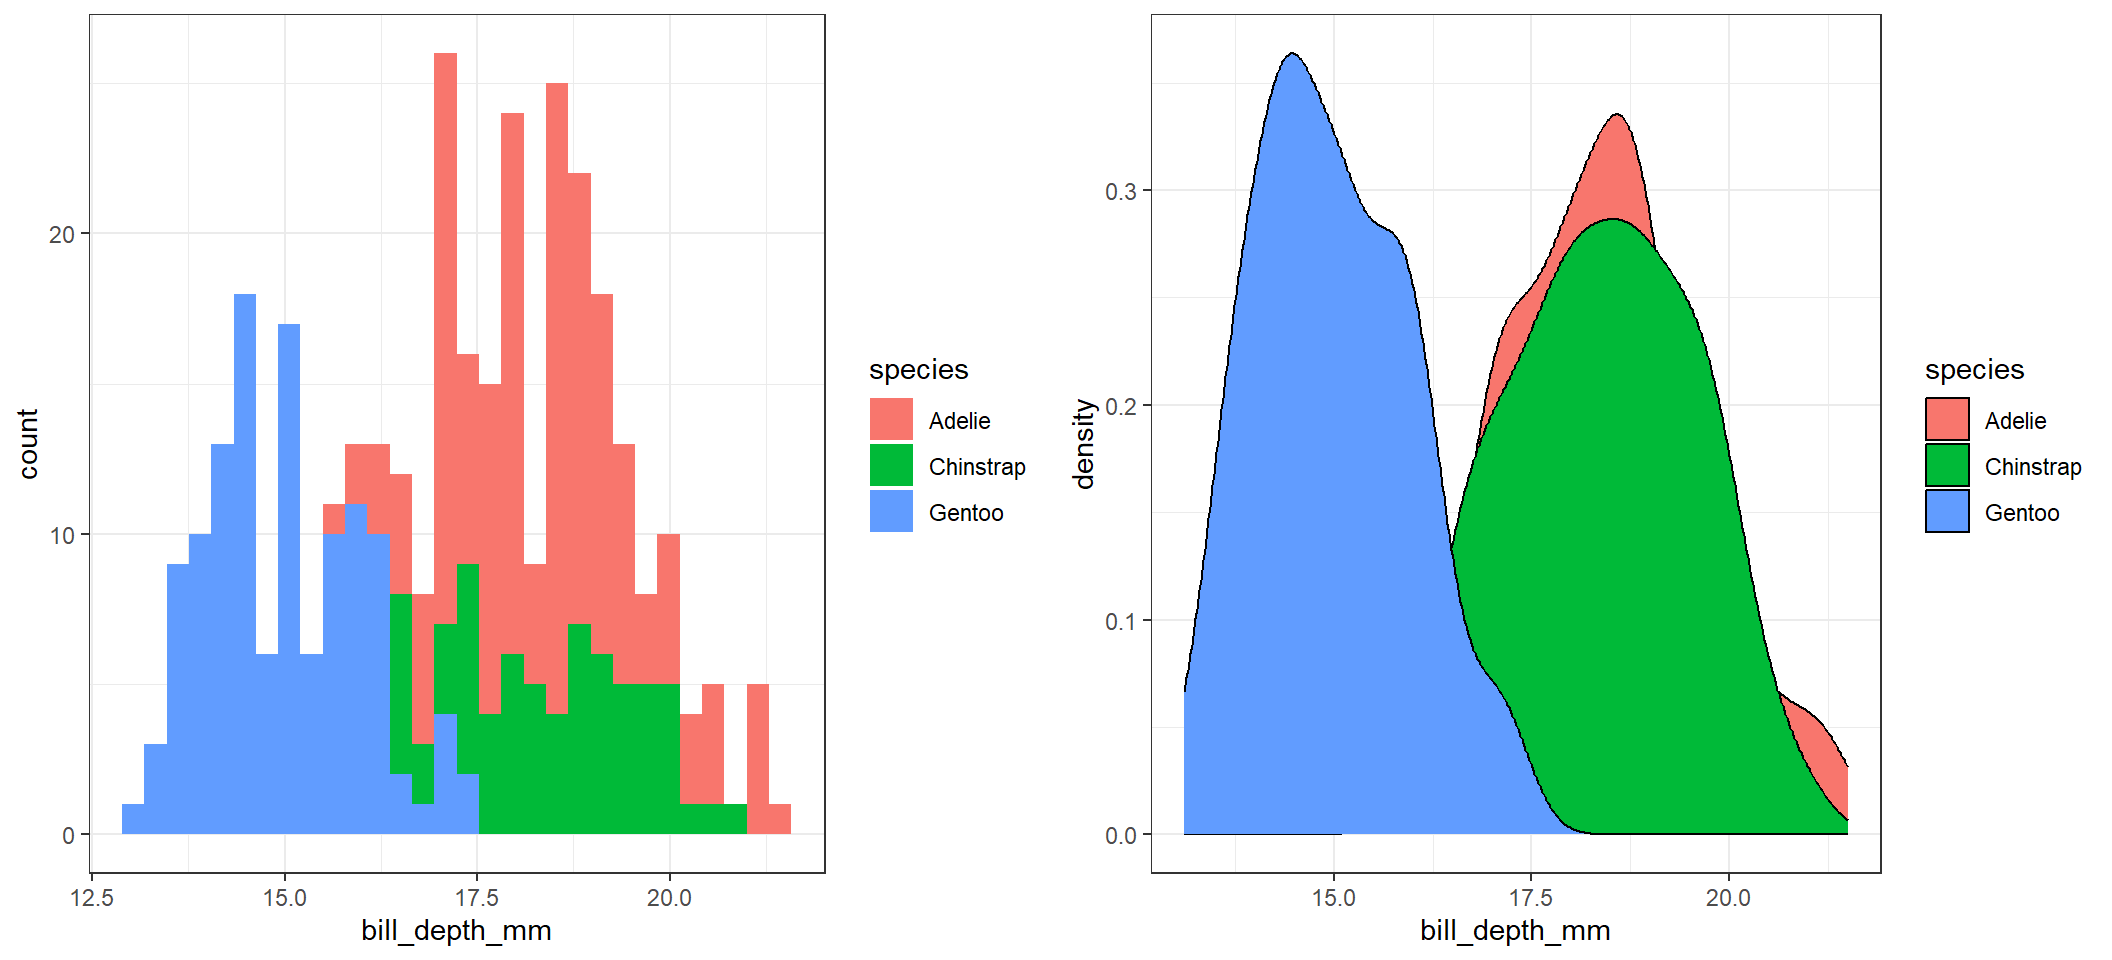 count
20
10
0
12.5
15.0
17.5
20.0
bill_depth_mm
species
Adelie
Chinstrap
Gentoo
density
0.3
0.2
0.1
0.0
15.0
17.5
20.0
bill_depth_mm
species
Adelie
Chinstrap
Gentoo